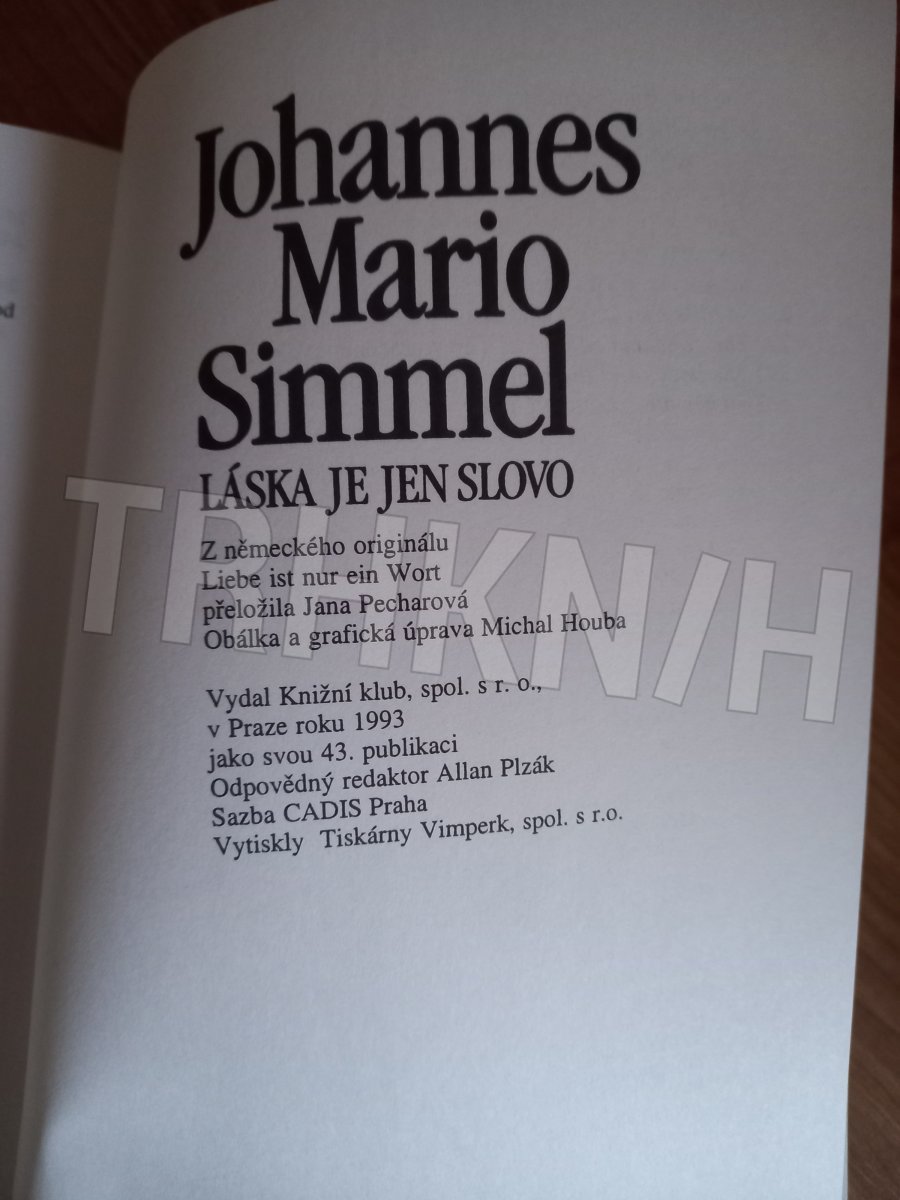 Johannes
Mario
Simmel
LÁSKA JE JEN SLOVO
Z německého originálu
Liebe ist nur ein Wort
přeložila Jana Pecharová
Obálka a grafická úprava Michal Houba
Vydal Knižní klub, spol. s r. o.,
v Praze roku 1993
jako svou 43. publikaci
Odpovědný redaktor Allan Plzák
Sazba CADIS Praha
Vytiskly Tiskárny Vimperk, spol. s r.o.
TRHKN/H